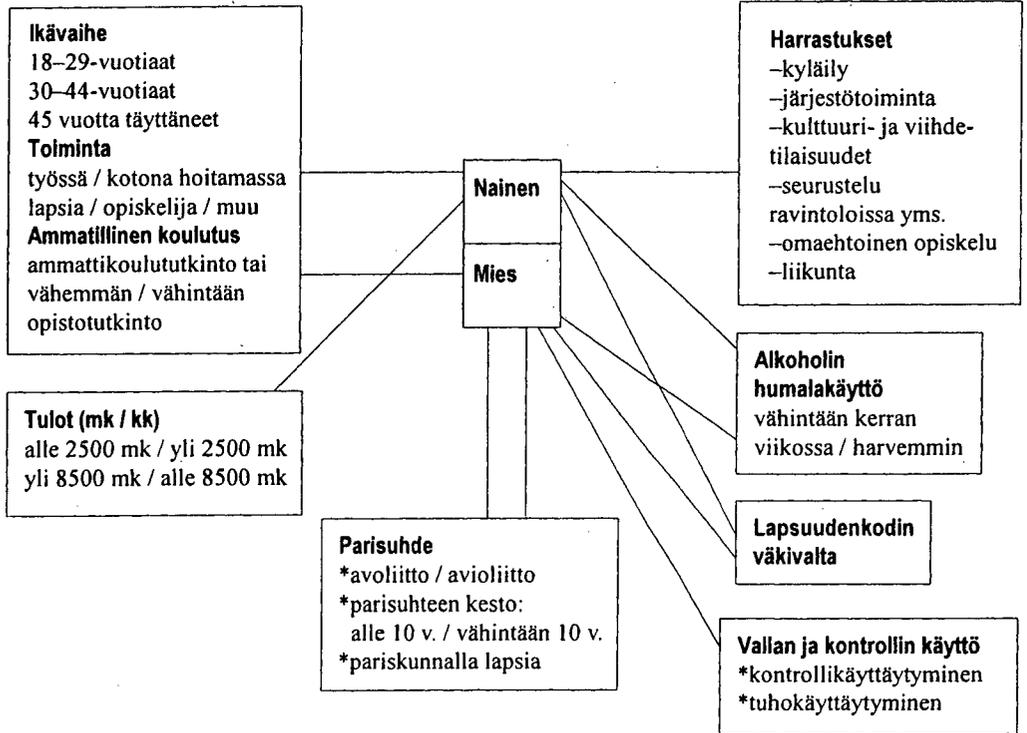 Ikävaihe
18–29-vuotiaat
30–44-vuotiaat
45 vuotta täyttäneet
Toiminta
työssä / kotona hoitamassa
lapsia / opiskelija / muu
Ammatillinen koulutus
ammattikoulututkinto tai
vähemmän / vähintään
opistotutkinto
Tulot (mk / kk)
alle 2500 mk / yli 2500 mk
yli 8500 mk / alle 8500 mk
Nainen
Mies
Parisuhde
*avoliitto / avioliitto
*parisuhteen kesto:
alle 10 v. / vähintään 10 v.
*pariskunnalla lapsia
Harrastukset
–kyläily
–järjestötoiminta
–kulttuuri- ja viihde-
tilaisuudet
–seurustelu
ravintoloissa yms.
–omaehtoinen opiskelu
–liikunta
Alkoholin
humalakäyttö
vähintään kerran
viikossa / harvemmin
Lapsuudenkodin
väkivalta
Vallan ja kontrollin käyttö
*kontrollikäyttäytyminen
*tuhokäyttäytyminen